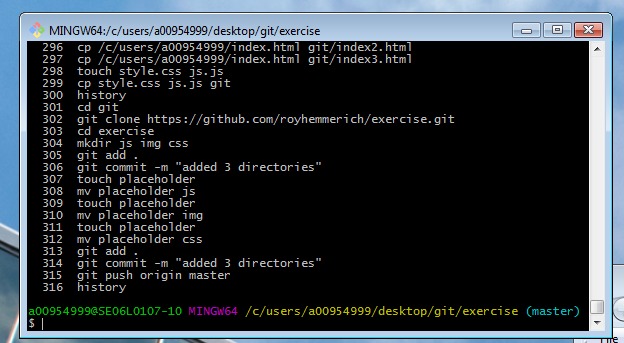 MINGW64:/c/users/a00954999/desktop/git/exercise
296 cp /c/users/a00954999/index.html git/index2.html
297 cp /c/users/a00954999/index.html git/index3.html
298 touch style.css js.js
299 cp style.css js.js git
300 history
301 cd git
302 git clone https://github.com/royhemmerich/exercise.git
303 cd exercise
304 mkdir js img css
305 git add .
306 git commit -m "added 3 directories"
307 touch placeholder
308 mv placeholder js
309 touch placeholder
310 mv placeholder img
311 touch placeholder
312 mv placeholder css
313 git add .
314 git commit -m "added 3 directories"
315 git push origin master
316 history
a00954999@SE06L0107-10 MINGW64 /c/users/a00954999/desktop/git/exercise (master)
$